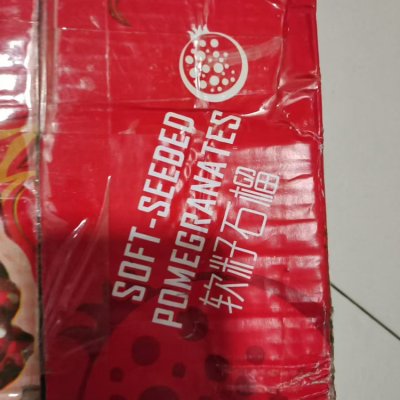 SOFT-SEEDED
POMEGRANATES
软籽石榴